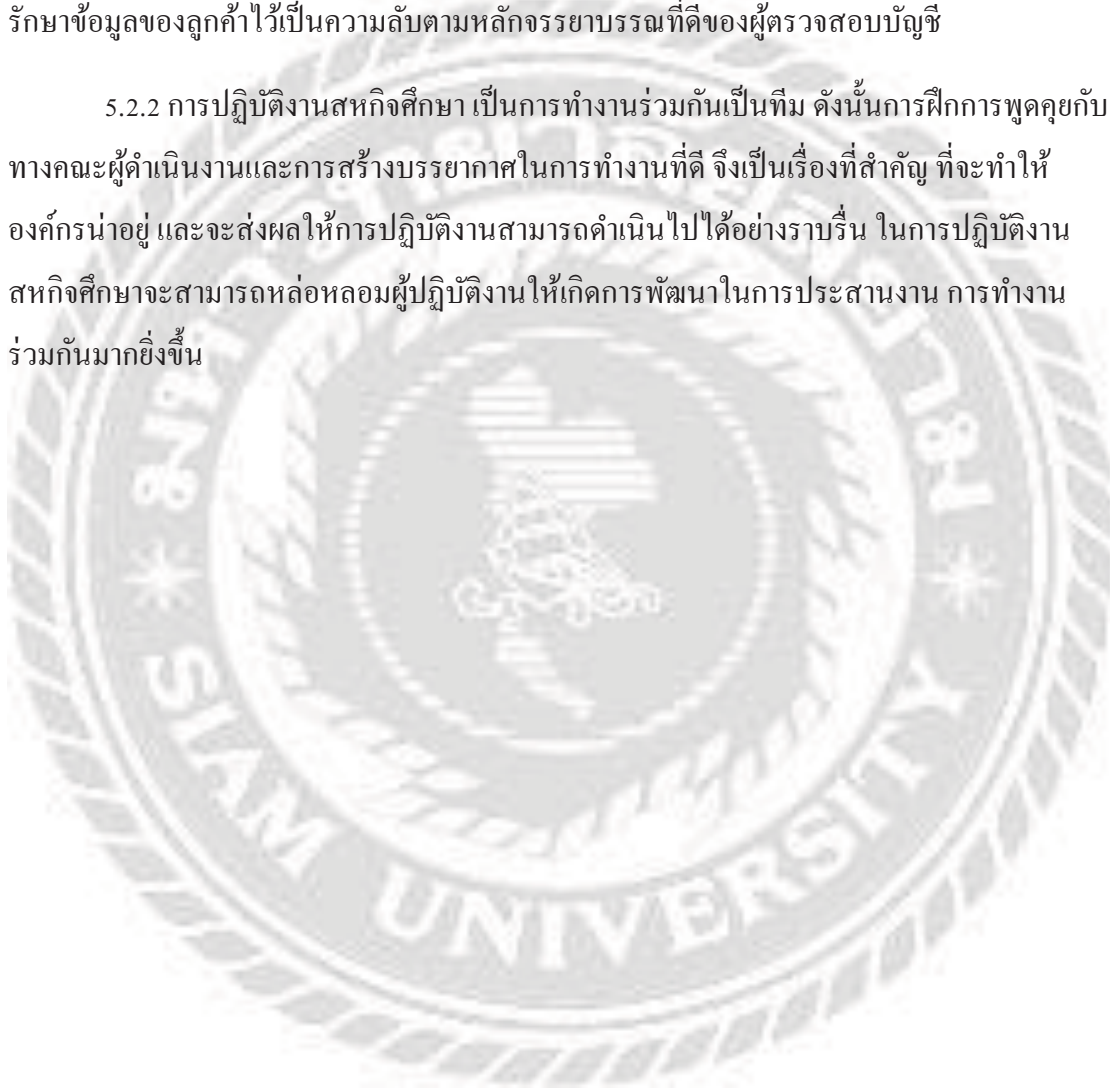 รักษาข้อมูลของลูกค้าไว้เป็นความลับตามหลักจรรยาบรรณที่ดีของผู้ตรวจสอบบัญชี
5.2.2 การปฏิบัติงานสหกิจศึกษา เป็นการทำงานร่วมกันเป็นทีม ดังนั้นการฝึกการพูดคุยกับ
ทางคณะผู้ดำเนินงานและการสร้างบรรยากาศในการทำงานที่ดี จึงเป็นเรื่องที่สำคัญ ที่จะทำให้
องค์กรน่าอยู่ และจะส่งผลให้การปฏิบัติงานสามารถดำเนินไปได้อย่างราบรื่น ในการปฏิบัติงาน
สหกิจศึกษาจะสามารถหล่อหลอมผู้ปฏิบัติงานให้เกิดการพัฒนาในการประสานงาน การทำงาน
ร่วมกันมากยิ่งขึ้น
มหาวิทยาลัยสยาม
SIAM UNIVERSITY